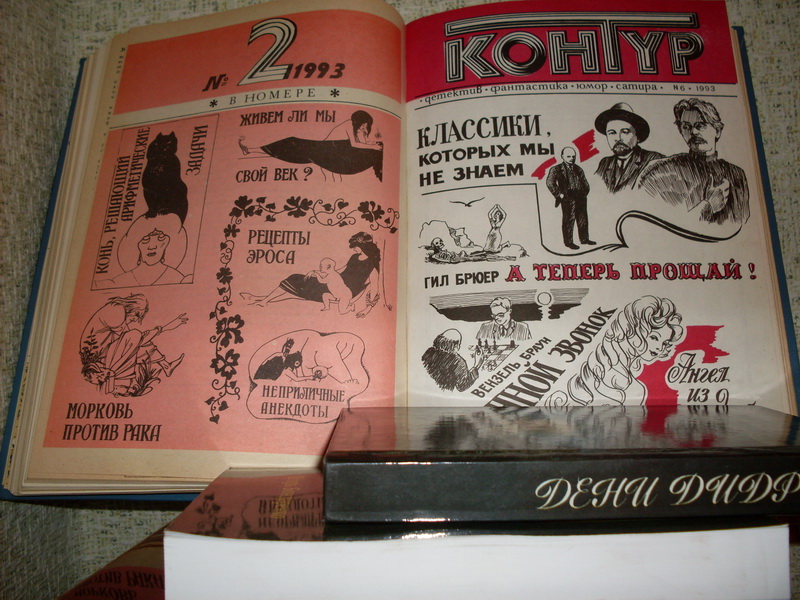 № 2 1993
* В НОМЕРЕ *
КОНЬ, РЕШАЮЩИЙ
АРИФМЕТИЧЕСКИЕ
ЗАДАЧИ
ЖИВЕМ ЛИ МЫ
СВОЙ ВЕК?
РЕЦЕПТЫ
ЭРОСА
МОРКОВЬ
ПРОТИВ РАКА
НЕПРИЛИЧНЫЕ
АНЕКДОТЫ
КОНТУР
• детектив • фантастика • юмор • сатира • №6 • 1993
КЛАССИКИ,
КОТОРЫХ МЫ
НЕ ЗНАЕМ
ГИЛ БРЮЕР А ТЕПЕРЬ ПРОЩАЙ!
ВЕНЗЕЛЬ БРАУН
ЗВОНОК
Ангел
из
ДЕНИ